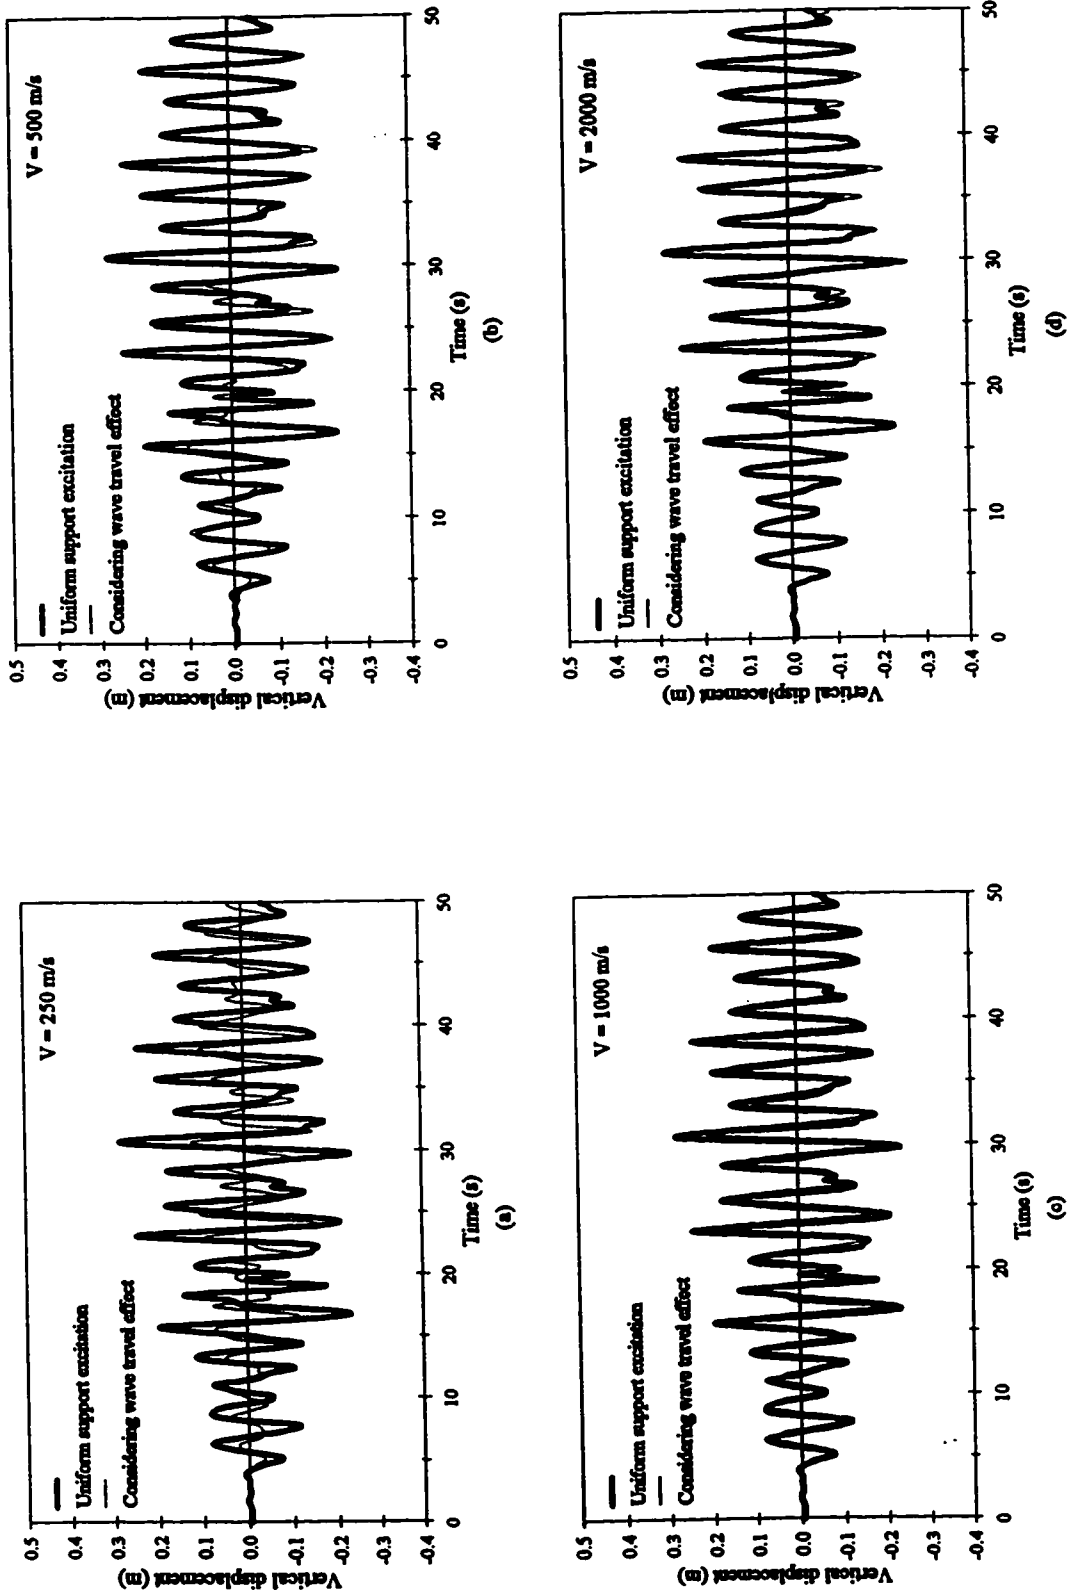 0.5
0.4
0.3
0.2
0.1
0.0
-0.1
-0.2
-0.3
-0.4
Vertical displacement (m)
Uniform support excitation
Considering wave travel effect
V = 250 m/s
0 10 20 30 40 50
Time (s)
(a)
0.5
0.4
0.3
0.2
0.1
0.0
-0.1
-0.2
-0.3
-0.4
Vertical displacement (m)
Uniform support excitation
Considering wave travel effect
V = 500 m/s
0 10 20 30 40 50
Time (s)
(b)
0.5
0.4
0.3
0.2
0.1
0.0
-0.1
-0.2
-0.3
-0.4
Vertical displacement (m)
Uniform support excitation
Considering wave travel effect
V = 1000 m/s
0 10 20 30 40 50
Time (s)
(c)
0.5
0.4
0.3
0.2
0.1
0.0
-0.1
-0.2
-0.3
-0.4
Vertical displacement (m)
Uniform support excitation
Considering wave travel effect
V = 2000 m/s
0 10 20 30 40 50
Time (s)
(d)